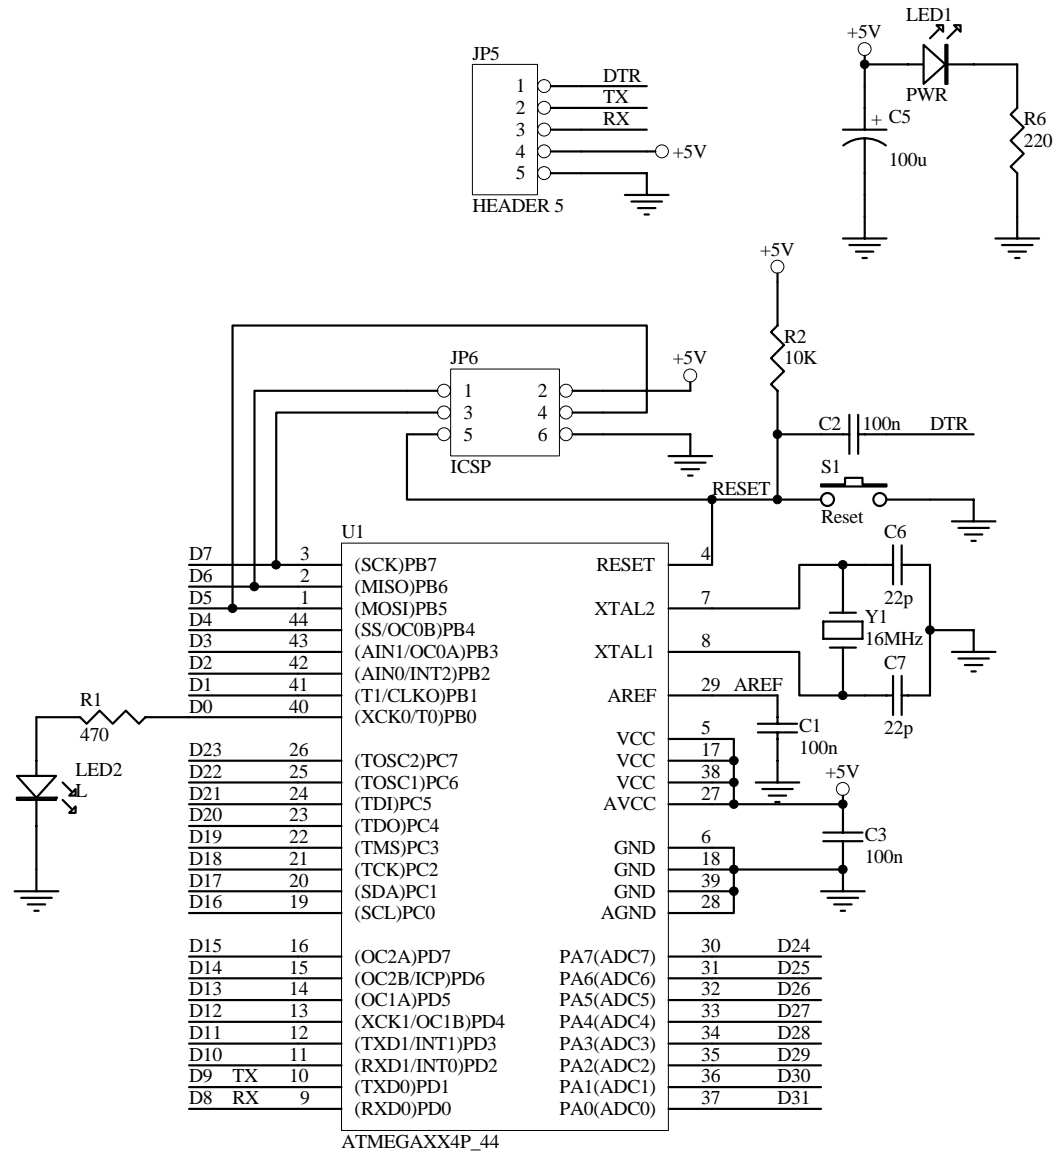 LED1
+5V
PWR
+ C5
100u
R6
220
JP5
1 DTR
2 TX
3 RX
4 +5V
5
HEADER 5
+5V
R2
10K
JP6
+5V
1 2
3 4
5 6
ICSP
C2 100n DTR
S1
RESET
Reset
U1
D7 3 (SCK)PB7
D6 2 (MISO)PB6
D5 1 (MOSI)PB5
D4 44 (SS/OC0B)PB4
D3 43 (AIN1/OC0A)PB3
D2 42 (AIN0/INT2)PB2
D1 41 (T1/CLKO)PB1
D0 40 (XCK0/T0)PB0
R1
470
LED2
L
D23 26 (TOSC2)PC7
D22 25 (TOSC1)PC6
D21 24 (TDI)PC5
D20 23 (TDO)PC4
D19 22 (TMS)PC3
D18 21 (TCK)PC2
D17 20 (SDA)PC1
D16 19 (SCL)PC0
D15 16 (OC2A)PD7
D14 15 (OC2B/ICP)PD6
D13 14 (OC1A)PD5
D12 13 (XCK1/OC1B)PD4
D11 12 (TXD1/INT1)PD3
D10 11 (RXD1/INT0)PD2
D9 TX 10 (TXD0)PD1
D8 RX 9 (RXD0)PD0
RESET 4
XTAL2 7
XTAL1 8
AREF 29 AREF
VCC 5
VCC 17
VCC 38
AVCC 27
GND 6
GND 18
GND 39
AGND 28
PA7(ADC7) 30 D24
PA6(ADC6) 31 D25
PA5(ADC5) 32 D26
PA4(ADC4) 33 D27
PA3(ADC3) 34 D28
PA2(ADC2) 35 D29
PA1(ADC1) 36 D30
PA0(ADC0) 37 D31
C6
22p
Y1
16MHz
C7
22p
C1
100n
+5V
C3
100n
ATMEGAXX4P_44